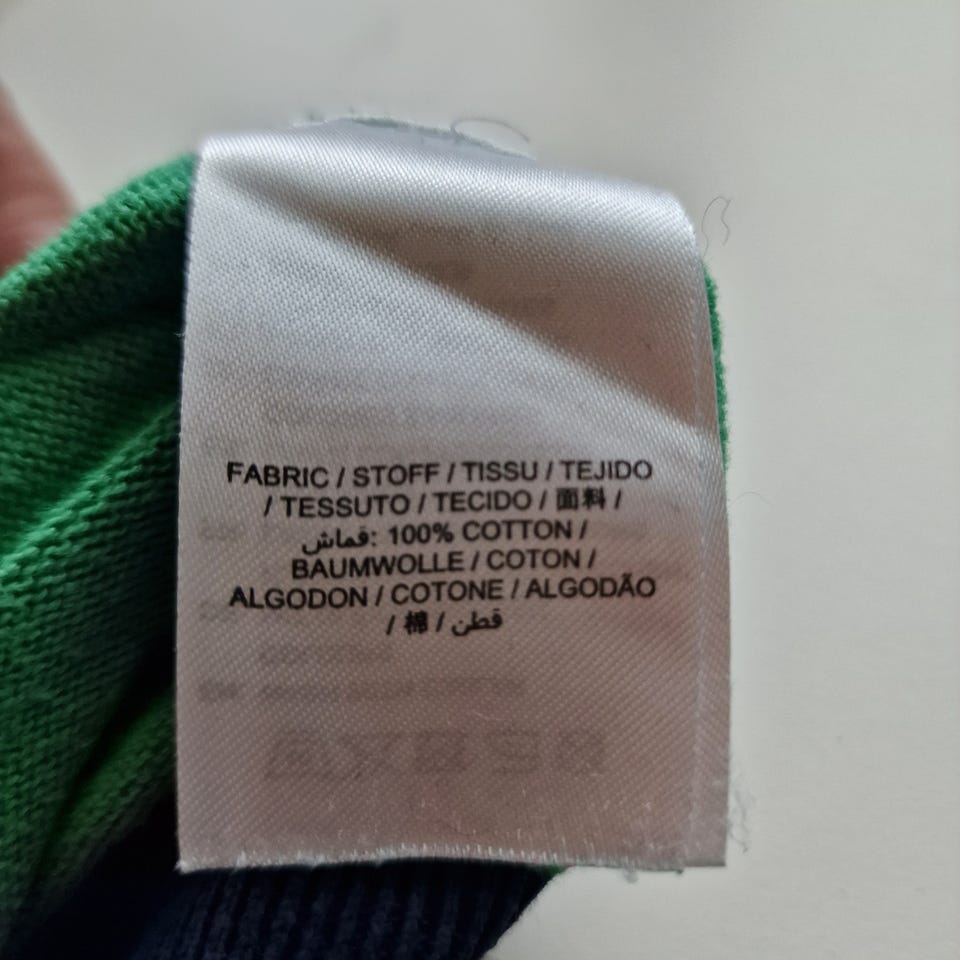 FABRIC / STOFF / TISSU / TEJIDO
/ TESSUTO / TECIDO / 面料 /
قماش: 100% COTTON /
BAUMWOLLE / COTON /
ALGODON / COTONE / ALGODÃO
/ 棉 / قطن